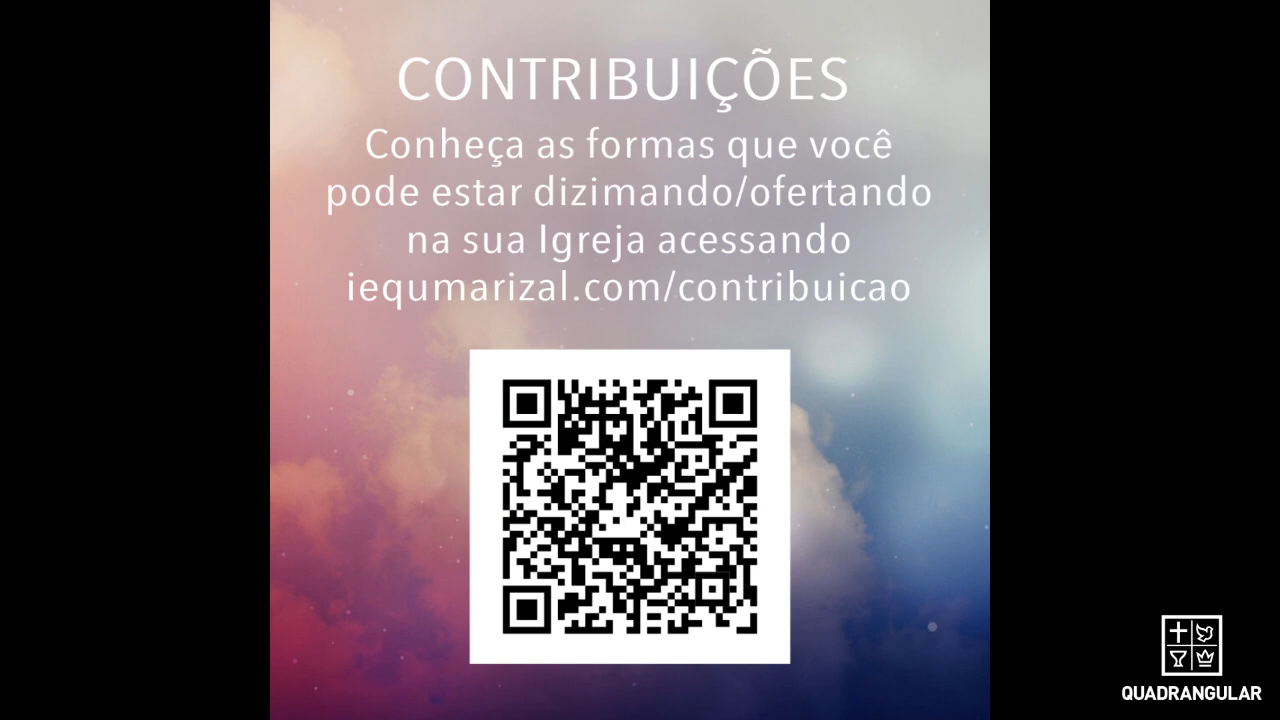 CONTRIBUIÇÕES
Conheça as formas que você
pode estar dizimando/ofertando
na sua Igreja acessando
iequmarizal.com/contribuicao
QUADRANGULAR